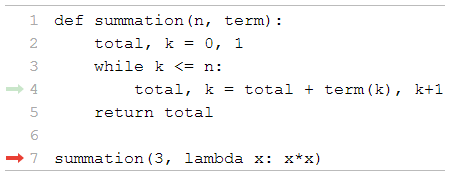 1 def summation(n, term):
2     total, k = 0, 1
3     while k <= n:
4         total, k = total + term(k), k+1
5     return total
6
7 summation(3, lambda x: x*x)